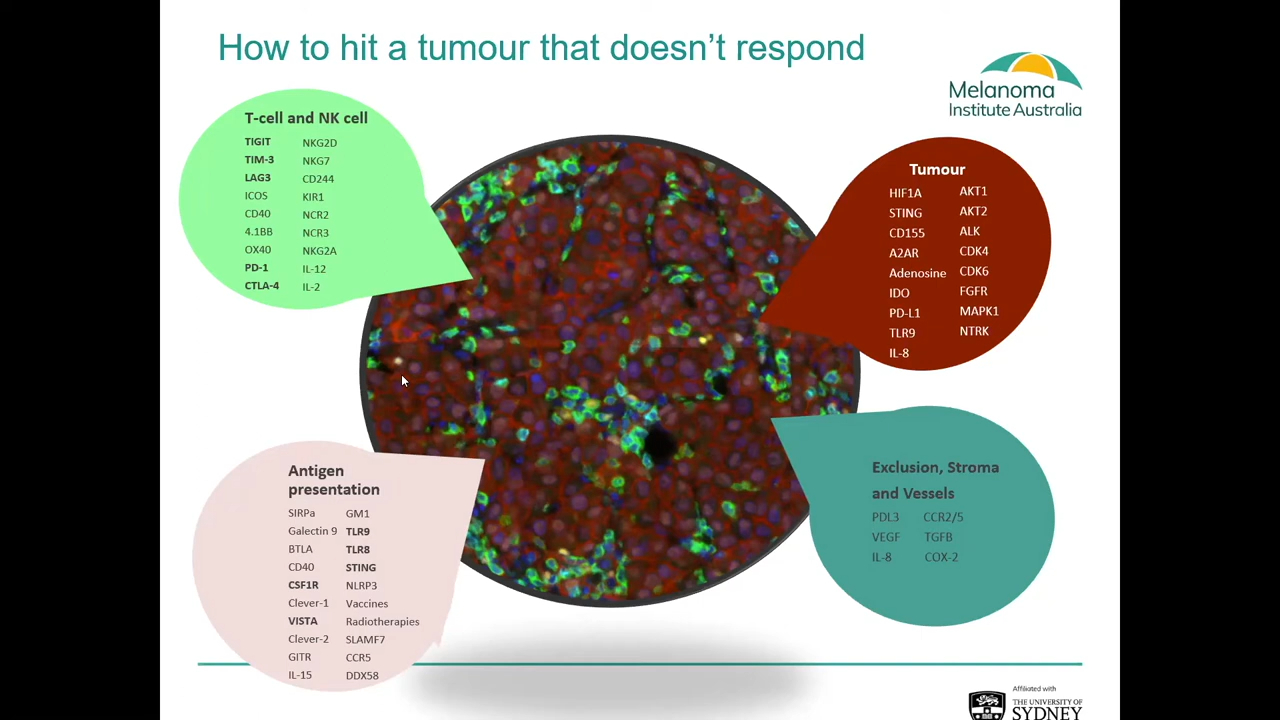 How to hit a tumour that doesn't respond
Melanoma
Institute Australia
T-cell and NK cell
TIGIT NKG2D
TIM-3 NKG7
LAG3 CD244
ICOS KIR1
CD40 NCR2
4.1BB NCR3
OX40 NKG2A
PD-1 IL-12
CTLA-4 IL-2
Tumour
HIF1A AKT1
STING AKT2
CD155 ALK
A2AR CDK4
Adenosine CDK6
IDO FGFR
PD-L1 MAPK1
TLR9 NTRK
IL-8
Antigen
presentation
SIRPa GM1
Galectin 9 TLR9
BTLA TLR8
CD40 STING
CSF1R NLRP3
Clever-1 Vaccines
VISTA Radiotherapies
Clever-2 SLAMF7
GITR CCR5
IL-15 DDX58
Exclusion, Stroma
and Vessels
PDL3 CCR2/5
VEGF TGFB
IL-8 COX-2
Affiliated with
THE UNIVERSITY OF
SYDNEY